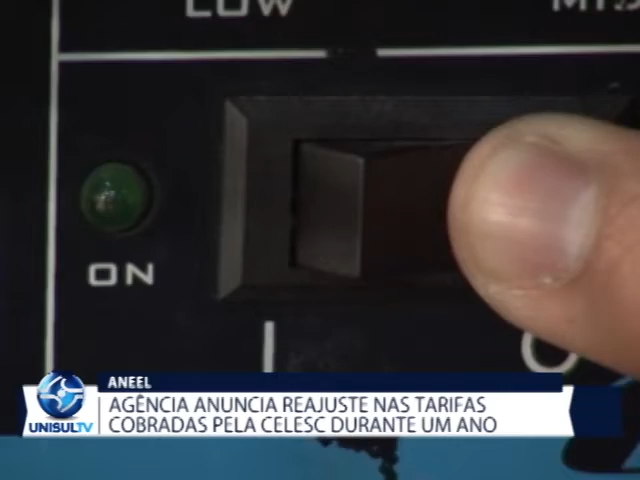 LOW
ON
ANEEL
AGÊNCIA ANUNCIA REAJUSTE NAS TARIFAS
COBRADAS PELA CELESC DURANTE UM ANO
UNISULTV